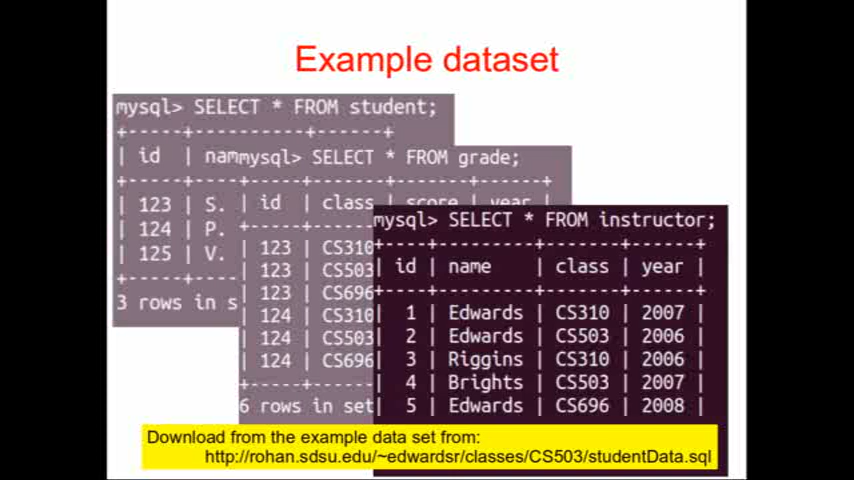 Example dataset
mysql> SELECT * FROM student;
+-----+----------+------+
| id | nam
+-----+----
| 123 | S.
| 124 | P.
| 125 | V.
+-----+----
3 rows in s
mysql> SELECT * FROM grade;
+-----+-------+-------+------+
| id | class | score | year |
+-----+-------
| 123 | CS310
| 123 | CS503
| 123 | CS696
| 124 | CS310
| 124 | CS503
| 124 | CS696
+-----+-------
6 rows in set
mysql> SELECT * FROM instructor;
+----+---------+-------+------+
| id | name | class | year |
+----+---------+-------+------+
| 1 | Edwards | CS310 | 2007 |
| 2 | Edwards | CS503 | 2006 |
| 3 | Riggins | CS310 | 2006 |
| 4 | Brights | CS503 | 2007 |
| 5 | Edwards | CS696 | 2008 |
Download from the example data set from:
http://rohan.sdsu.edu/~edwardsr/classes/CS503/studentData.sql